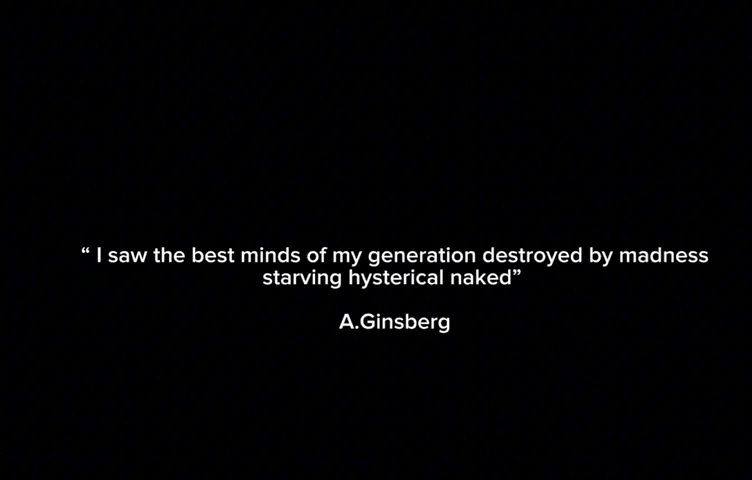 “ I saw the best minds of my generation destroyed by madness
starving hysterical naked”
A.Ginsberg